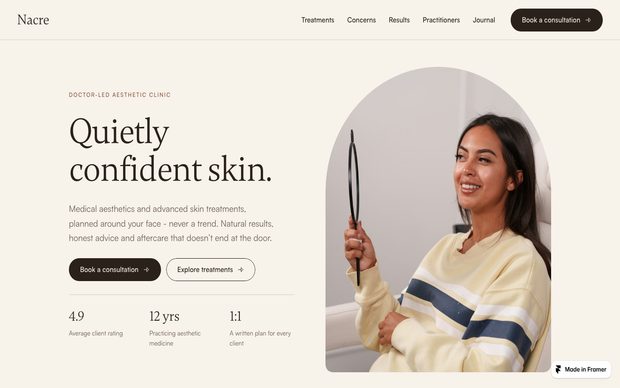 Nacre
Treatments
Concerns
Results
Practitioners
Journal
Book a consultation →
DOCTOR-LED AESTHETIC CLINIC
Quietly
confident skin.
Medical aesthetics and advanced skin treatments,
planned around your face - never a trend. Natural results,
honest advice and aftercare that doesn't end at the door.
Book a consultation →
Explore treatments →
4.9
Average client rating
12 yrs
Practicing aesthetic
medicine
1:1
A written plan for every
client
Made in Framer